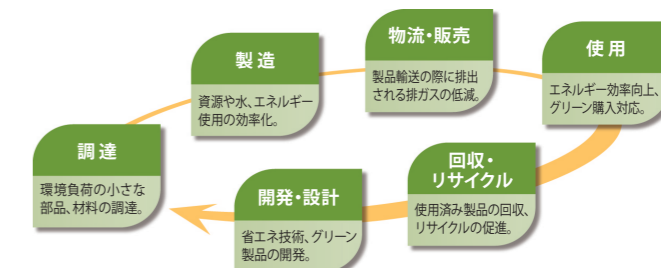 調達
環境負荷の小さな
部品、材料の調達。
製造
資源や水、エネルギー
使用の効率化。
物流・販売
製品輸送の際に排出
される排ガスの低減。
使用
エネルギー効率向上、
グリーン購入対応。
回収・
リサイクル
使用済み製品の回収、
リサイクルの促進。
開発・設計
省エネ技術、グリーン
製品の開発。